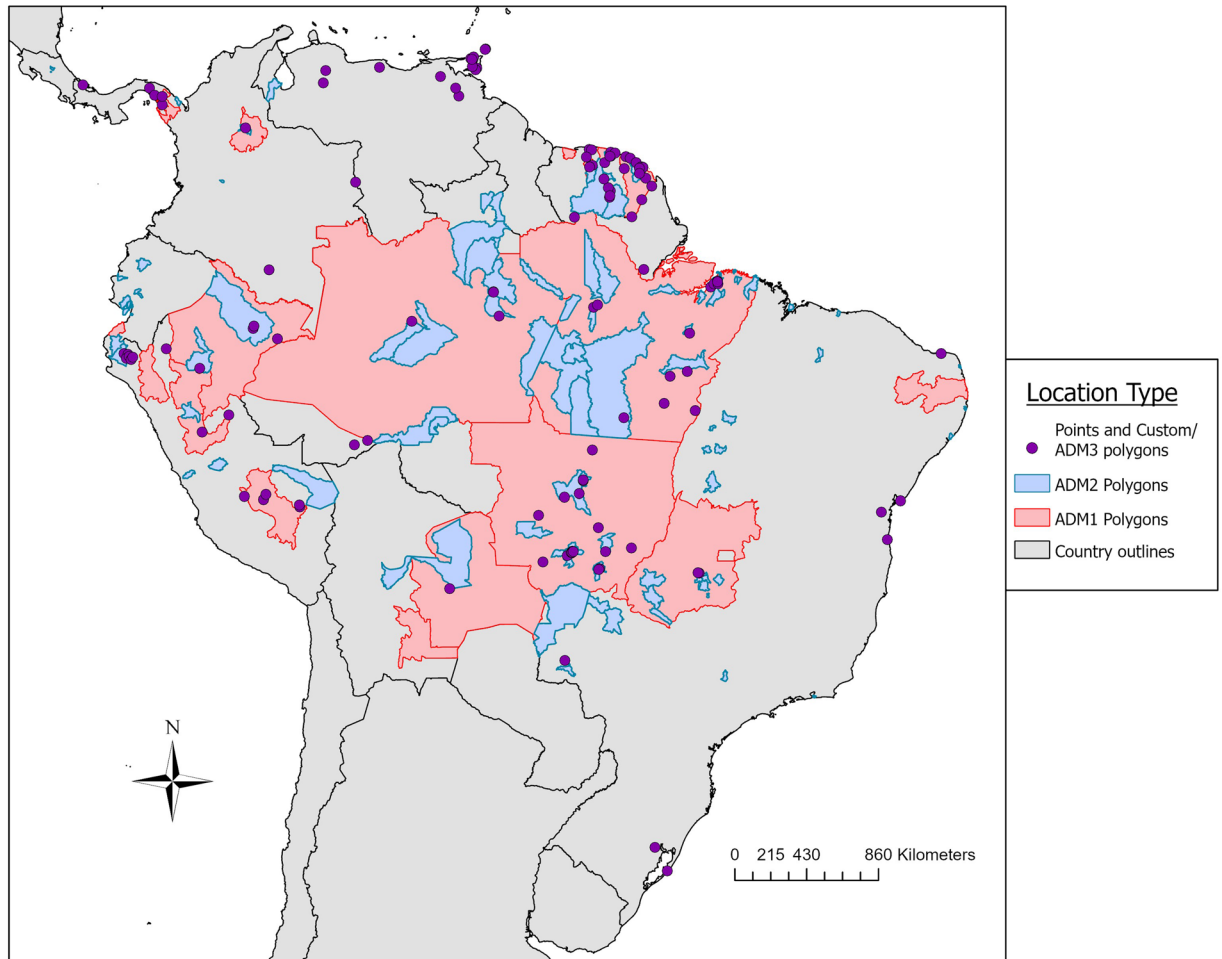 Location Type
Points and Custom/
ADM3 polygons
ADM2 Polygons
ADM1 Polygons
Country outlines
N
0 215 430 860 Kilometers